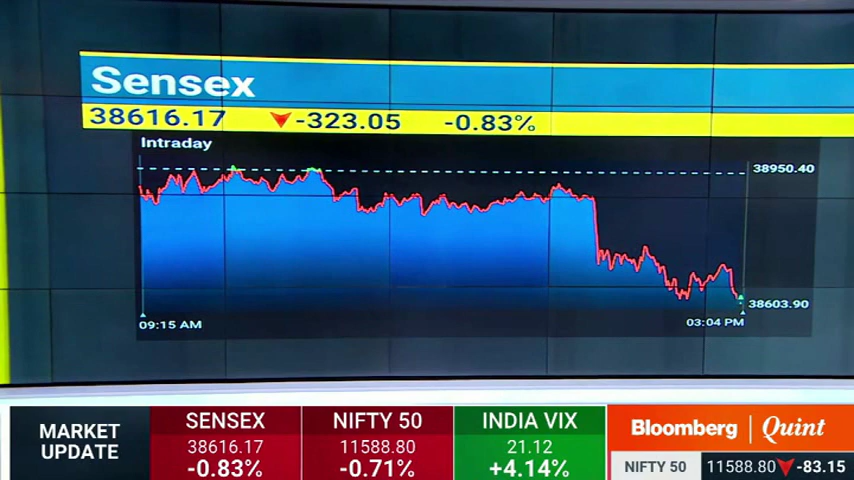 Sensex
38616.17 -323.05 -0.83%
Intraday
38950.40
38603.90
09:15 AM
03:04 PM
MARKET UPDATE
SENSEX
38616.17
-0.83%
NIFTY 50
11588.80
-0.71%
INDIA VIX
21.12
+4.14%
Bloomberg | Quint
NIFTY 50 11588.80 -83.15